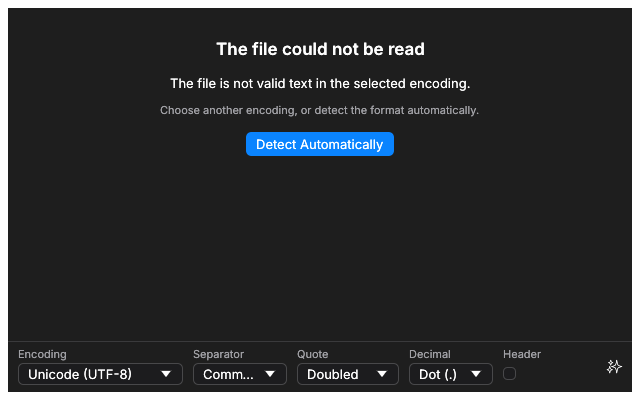 The file could not be read
The file is not valid text in the selected encoding.
Choose another encoding, or detect the format automatically.
Detect Automatically
Encoding Separator Quote Decimal Header
Unicode (UTF-8) Comm... Doubled Dot (.)